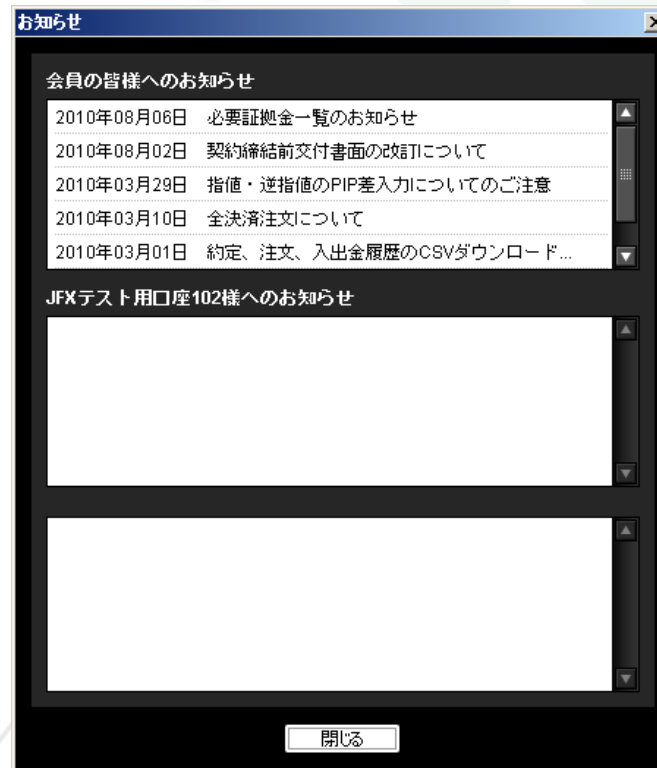 お知らせ
会員の皆様へのお知らせ
2010年08月06日 必要証拠金一覧のお知らせ
2010年08月02日 契約締結前交付書面の改訂について
2010年03月29日 指値・逆指値のPIP差入力についてのご注意
2010年03月10日 全決済注文について
2010年03月01日 約定、注文、入出金履歴のCSVダウンロード...
JFXテスト用口座102様へのお知らせ
閉じる